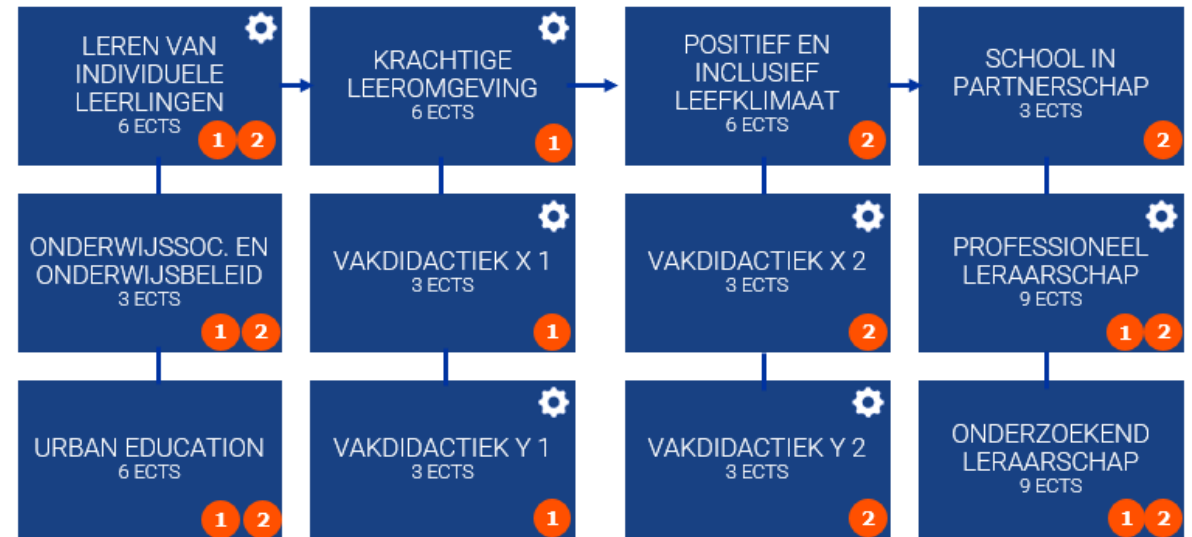 LEREN VAN
INDIVIDUELE
LEERLINGEN
6 ECTS
1 2
KRACHTIGE
LEEROMGEVING
6 ECTS
1
POSITIEF EN
INCLUSIEF
LEEFKLIMAAT
6 ECTS
2
SCHOOL IN
PARTNERSCHAP
3 ECTS
2
ONDERWIJSSOC. EN
ONDERWIJSBELEID
3 ECTS
1 2
VAKDIDACTIEK X 1
3 ECTS
1
VAKDIDACTIEK X 2
3 ECTS
2
PROFESSIONEEL
LERAARSCHAP
9 ECTS
1 2
URBAN EDUCATION
6 ECTS
1 2
VAKDIDACTIEK Y 1
3 ECTS
1
VAKDIDACTIEK Y 2
3 ECTS
2
ONDERZOEKEND
LERAARSCHAP
9 ECTS
1 2